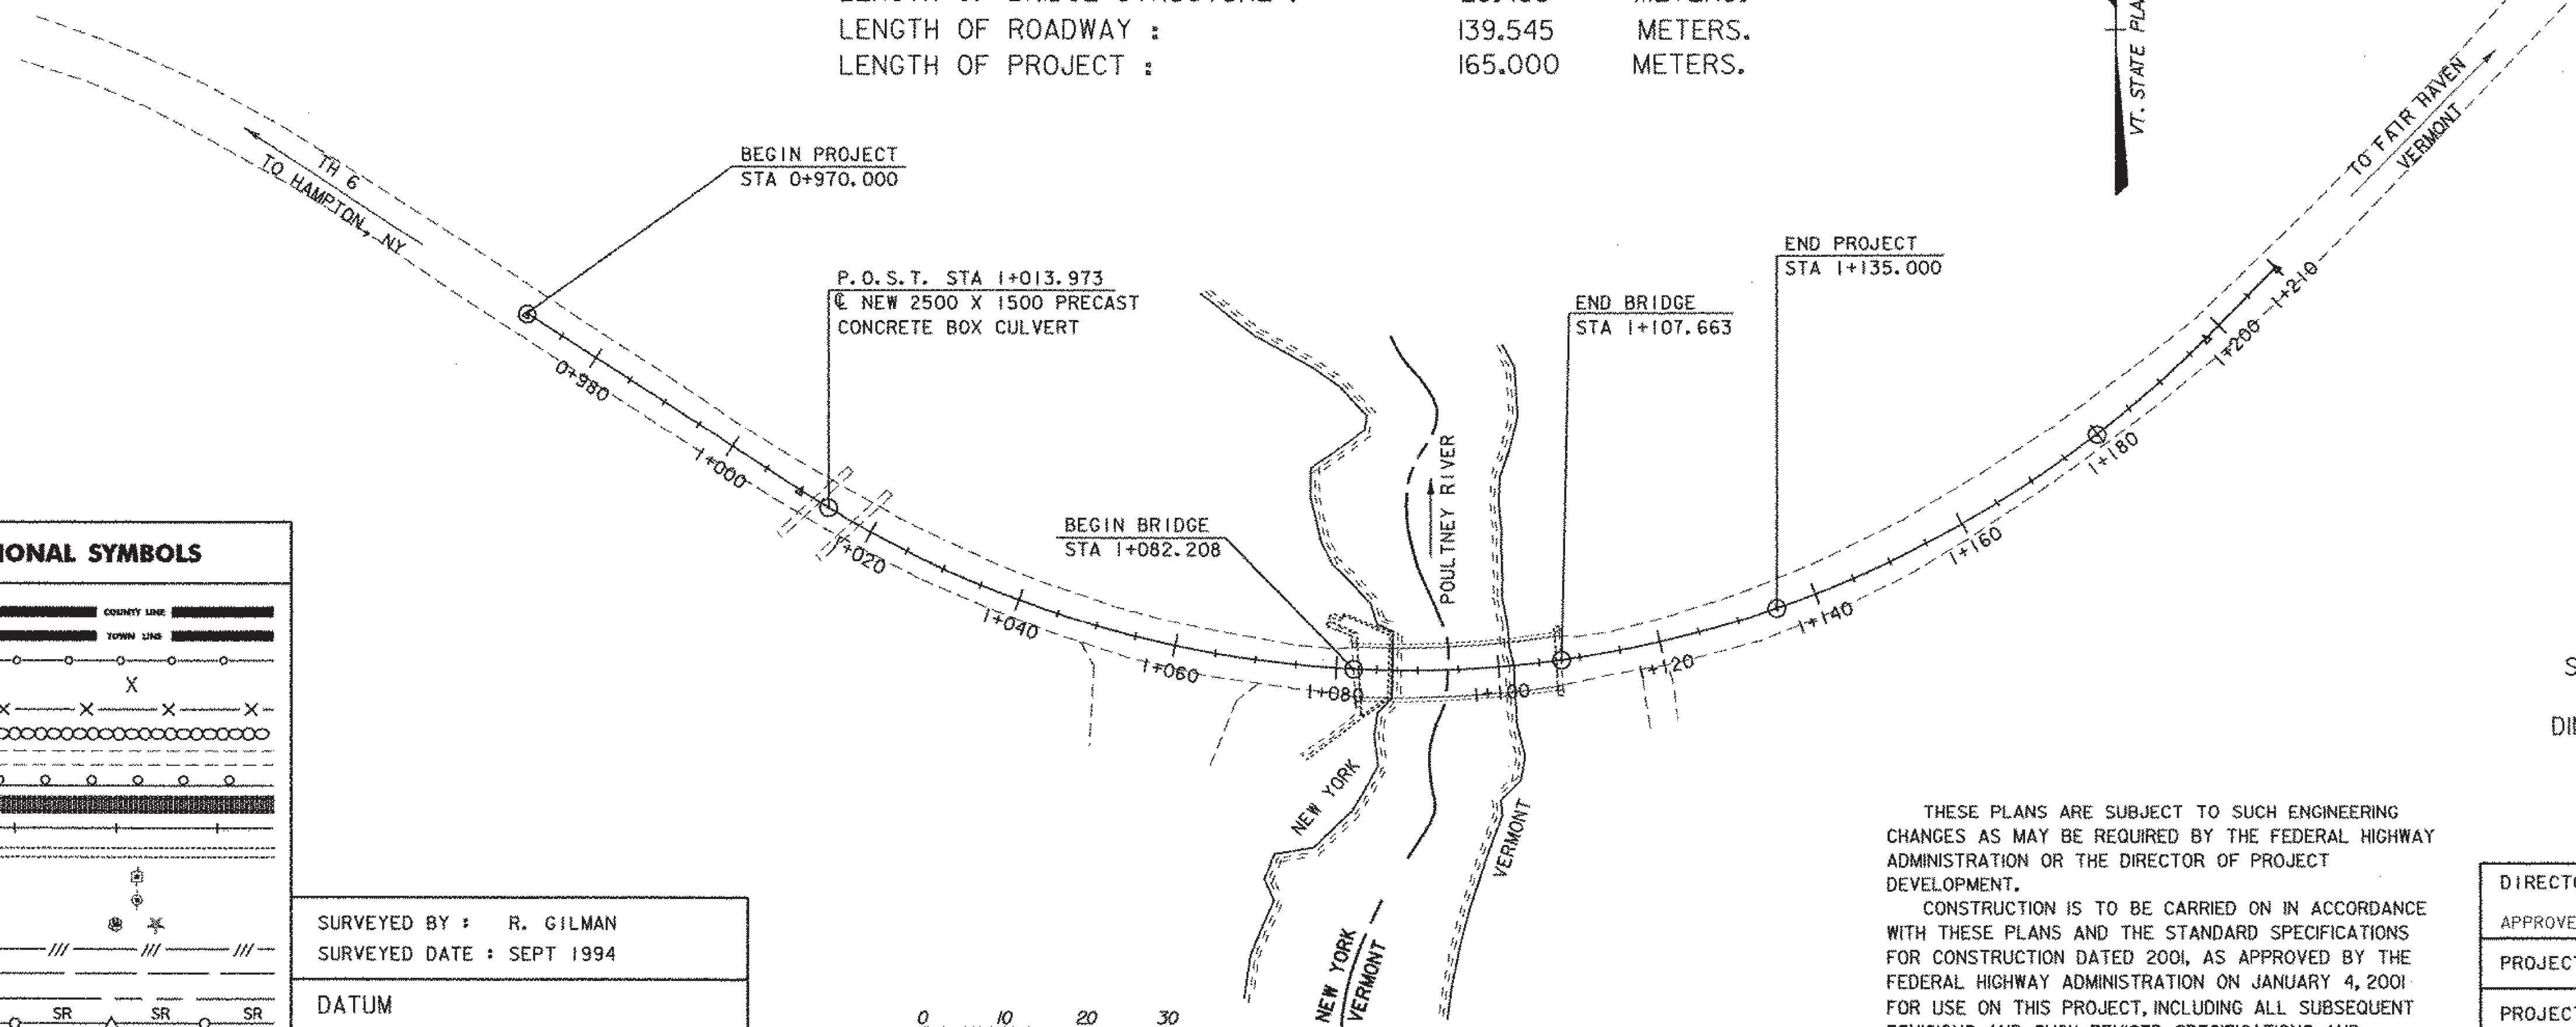 LENGTH OF ROADWAY : 139.545 METERS.
LENGTH OF PROJECT : 165.000 METERS.
VT. STATE PLA
TO FAIR HAVEN
VERMONT
TH 6
TO HAMPTON, NY
BEGIN PROJECT
STA 0+970.000
P.O.S.T. STA 1+013.973
℄ NEW 2500 X 1500 PRECAST
CONCRETE BOX CULVERT
END PROJECT
STA 1+135.000
END BRIDGE
STA 1+107.663
BEGIN BRIDGE
STA 1+082.208
POULTNEY RIVER
0+980
1+000
1+020
1+040
1+060
1+080
1+100
1+120
1+140
1+160
1+180
1+200
1+210
NEW YORK
VERMONT
NEW YORK
VERMONT
IONAL SYMBOLS
COUNTY LINE
TOWN LINE
SR SR SR
SURVEYED BY : R. GILMAN
SURVEYED DATE : SEPT 1994
DATUM
0 10 20 30
THESE PLANS ARE SUBJECT TO SUCH ENGINEERING
CHANGES AS MAY BE REQUIRED BY THE FEDERAL HIGHWAY
ADMINISTRATION OR THE DIRECTOR OF PROJECT
DEVELOPMENT.
CONSTRUCTION IS TO BE CARRIED ON IN ACCORDANCE
WITH THESE PLANS AND THE STANDARD SPECIFICATIONS
FOR CONSTRUCTION DATED 2001, AS APPROVED BY THE
FEDERAL HIGHWAY ADMINISTRATION ON JANUARY 4, 2001
FOR USE ON THIS PROJECT, INCLUDING ALL SUBSEQUENT
S
DI
DIRECT
APPROVE
PROJECT
PROJECT